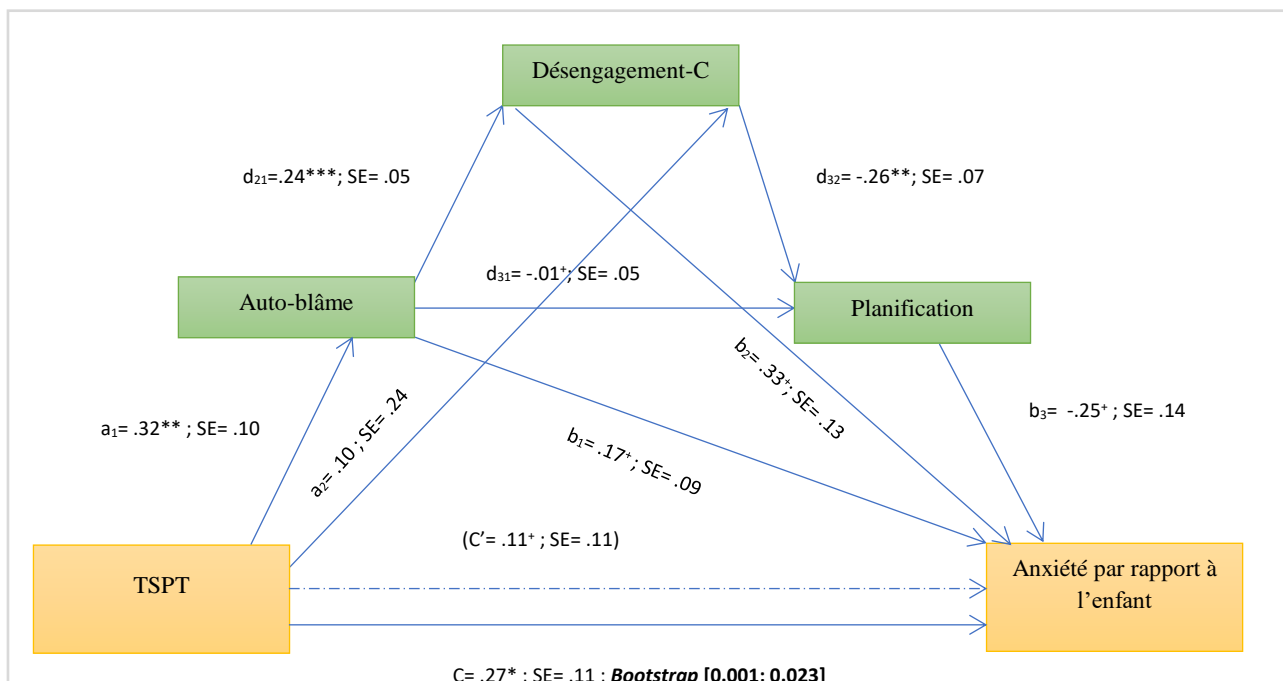 Désengagement-C
d21=.24***; SE= .05
d32= -.26**; SE= .07
d31= -.01+; SE= .05
Auto-blâme
Planification
b2= .33+; SE= .13
a1= .32** ; SE= .10
a2= .10 ; SE= .24
b1= .17+; SE= .09
b3= -.25+ ; SE= .14
(C’= .11+ ; SE= .11)
TSPT
Anxiété par rapport à
l’enfant
C= .27* ; SE= .11 ; Bootstrap [0.001; 0.023]